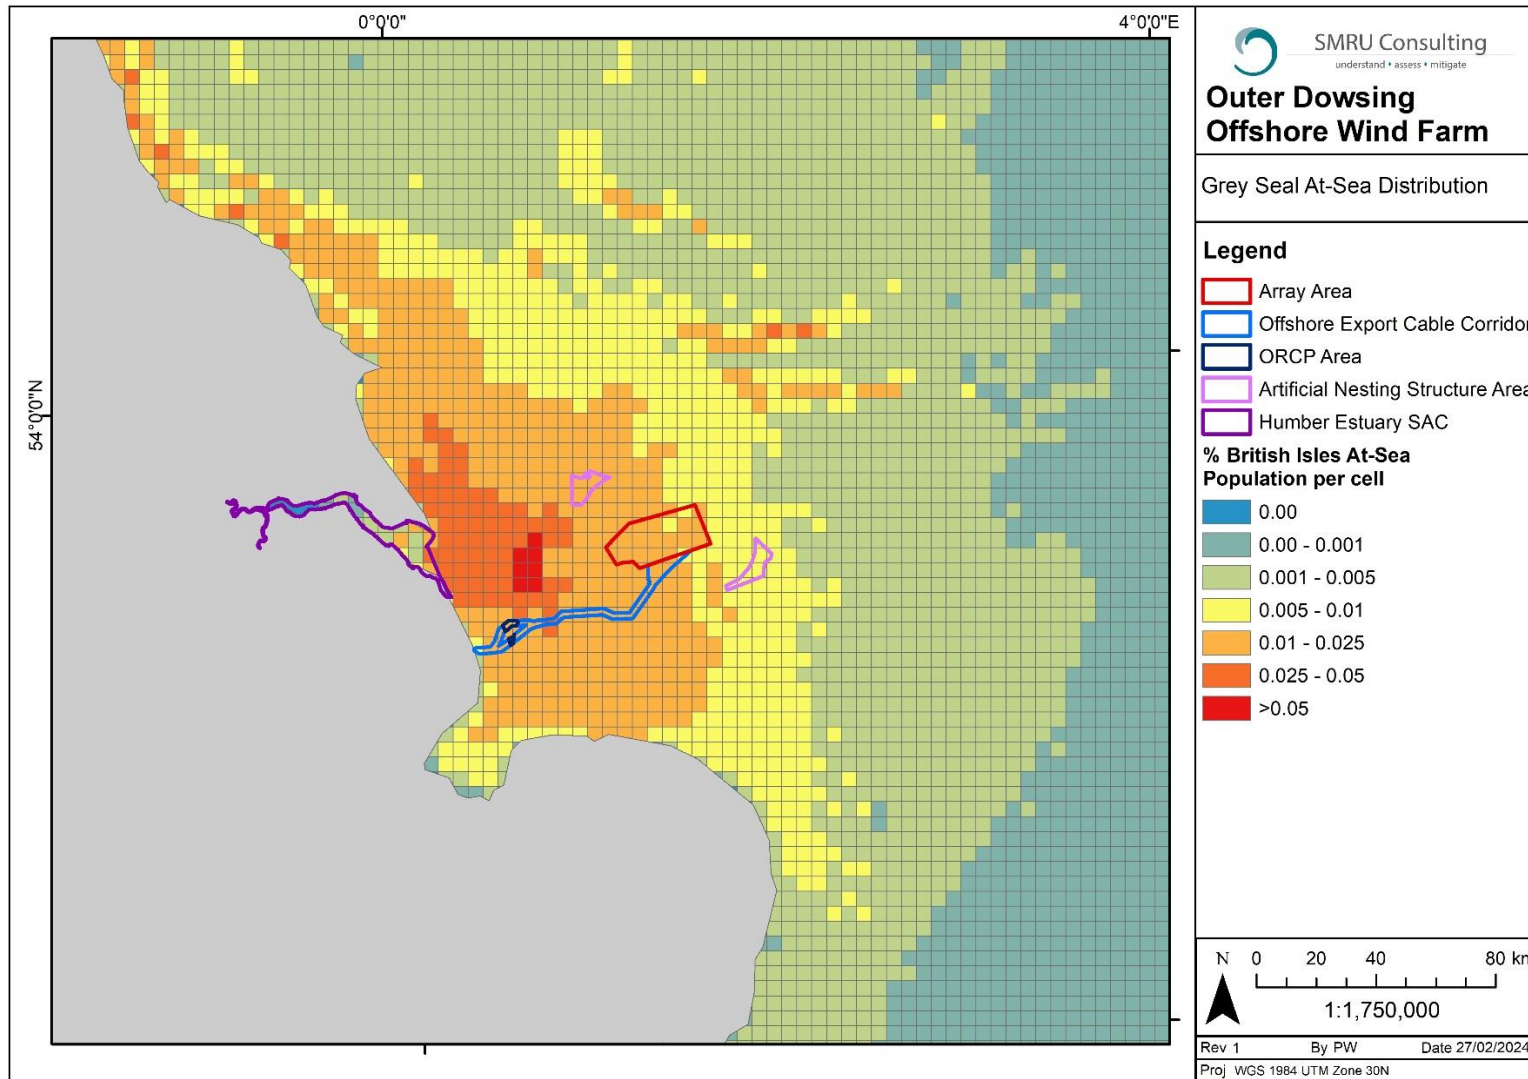 0°0'0"
4°0'0"E
54°0'0"N
SMRU Consulting
understand • assess • mitigate
Outer Dowsing
Offshore Wind Farm
Grey Seal At-Sea Distribution
Legend
Array Area
Offshore Export Cable Corridor
ORCP Area
Artificial Nesting Structure Area
Humber Estuary SAC
% British Isles At-Sea
Population per cell
0.00
0.00 - 0.001
0.001 - 0.005
0.005 - 0.01
0.01 - 0.025
0.025 - 0.05
>0.05
N 0 20 40 80 km
1:1,750,000
Rev 1 By PW Date 27/02/2024
Proj WGS 1984 UTM Zone 30N